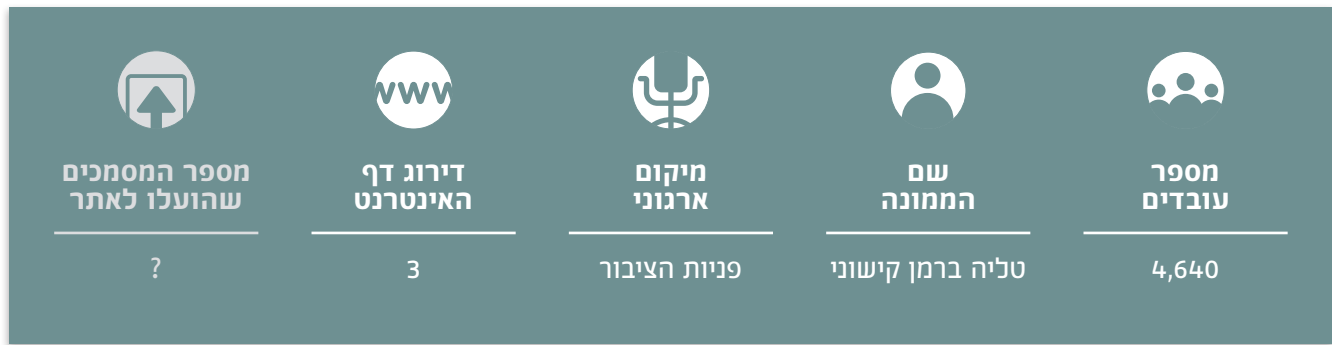 מספר
עובדים
4,640
שם
הממונה
טליה ברמן קישוני
מיקום
ארגוני
פניות הציבור
www
דירוג דף
האינטרנט
3
מספר המסמכים
שהועלו לאתר
?